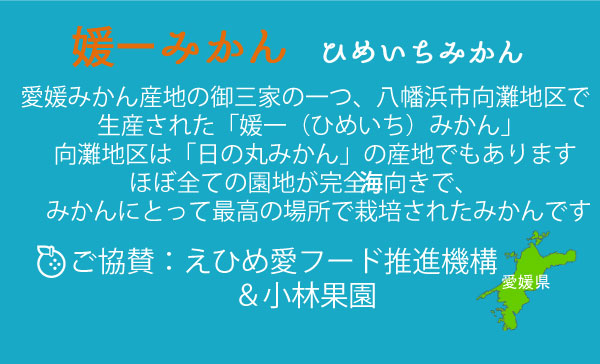 媛一みかん ひめいちみかん
愛媛みかん産地の御三家の一つ、八幡浜市向灘地区で
生産された「媛一（ひめいち）みかん」
向灘地区は「日の丸みかん」の産地でもあります
ほぼ全ての園地が完全海向きで、
みかんにとって最高の場所で栽培されたみかんです
ご協賛：えひめ愛フード推進機構
＆小林果園
愛媛県